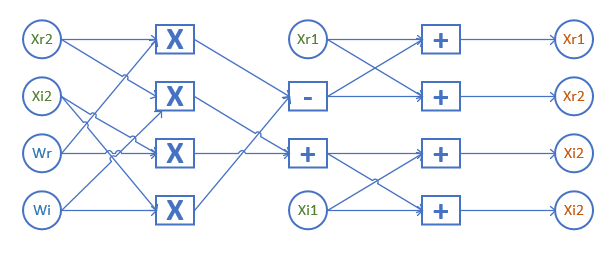 Xr2 X Xr1 + Xr1
Xi2 X - + Xr2
Wr X + + Xi2
Wi X Xi1 + Xi2